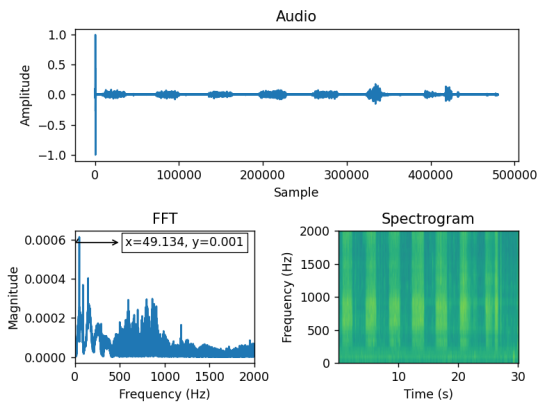 Audio
1.0
0.5
0.0
−0.5
−1.0
Amplitude
0
100000
200000
300000
400000
500000
Sample
FFT
0.0006
0.0004
0.0002
0.0000
Magnitude
x=49.134, y=0.001
0
500
1000
1500
2000
Frequency (Hz)
Spectrogram
2000
1500
1000
500
0
Frequency (Hz)
10
20
30
Time (s)